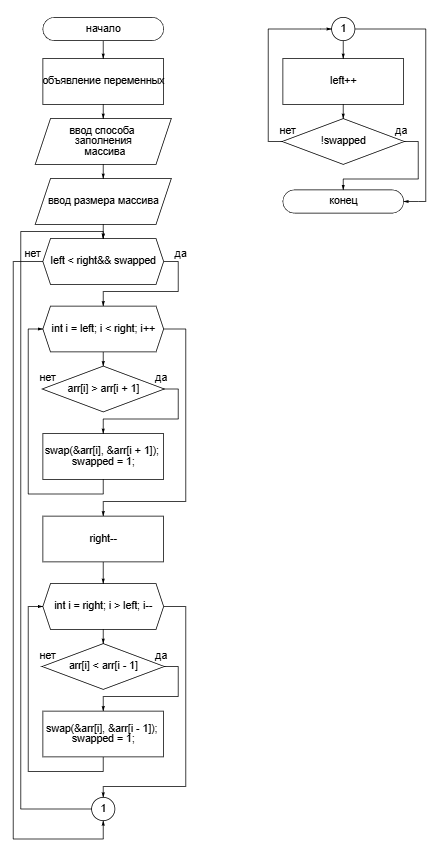 начало
объявление переменных
ввод способа
заполнения
массива
ввод размера массива
нет
left < right&& swapped
да
int i = left; i < right; i++
нет
да
arr[i] > arr[i + 1]
swap(&arr[i], &arr[i + 1]);
swapped = 1;
right--
int i = right; i > left; i--
нет
да
arr[i] < arr[i - 1]
swap(&arr[i], &arr[i - 1]);
swapped = 1;
1
1
left++
нет
да
!swapped
конец